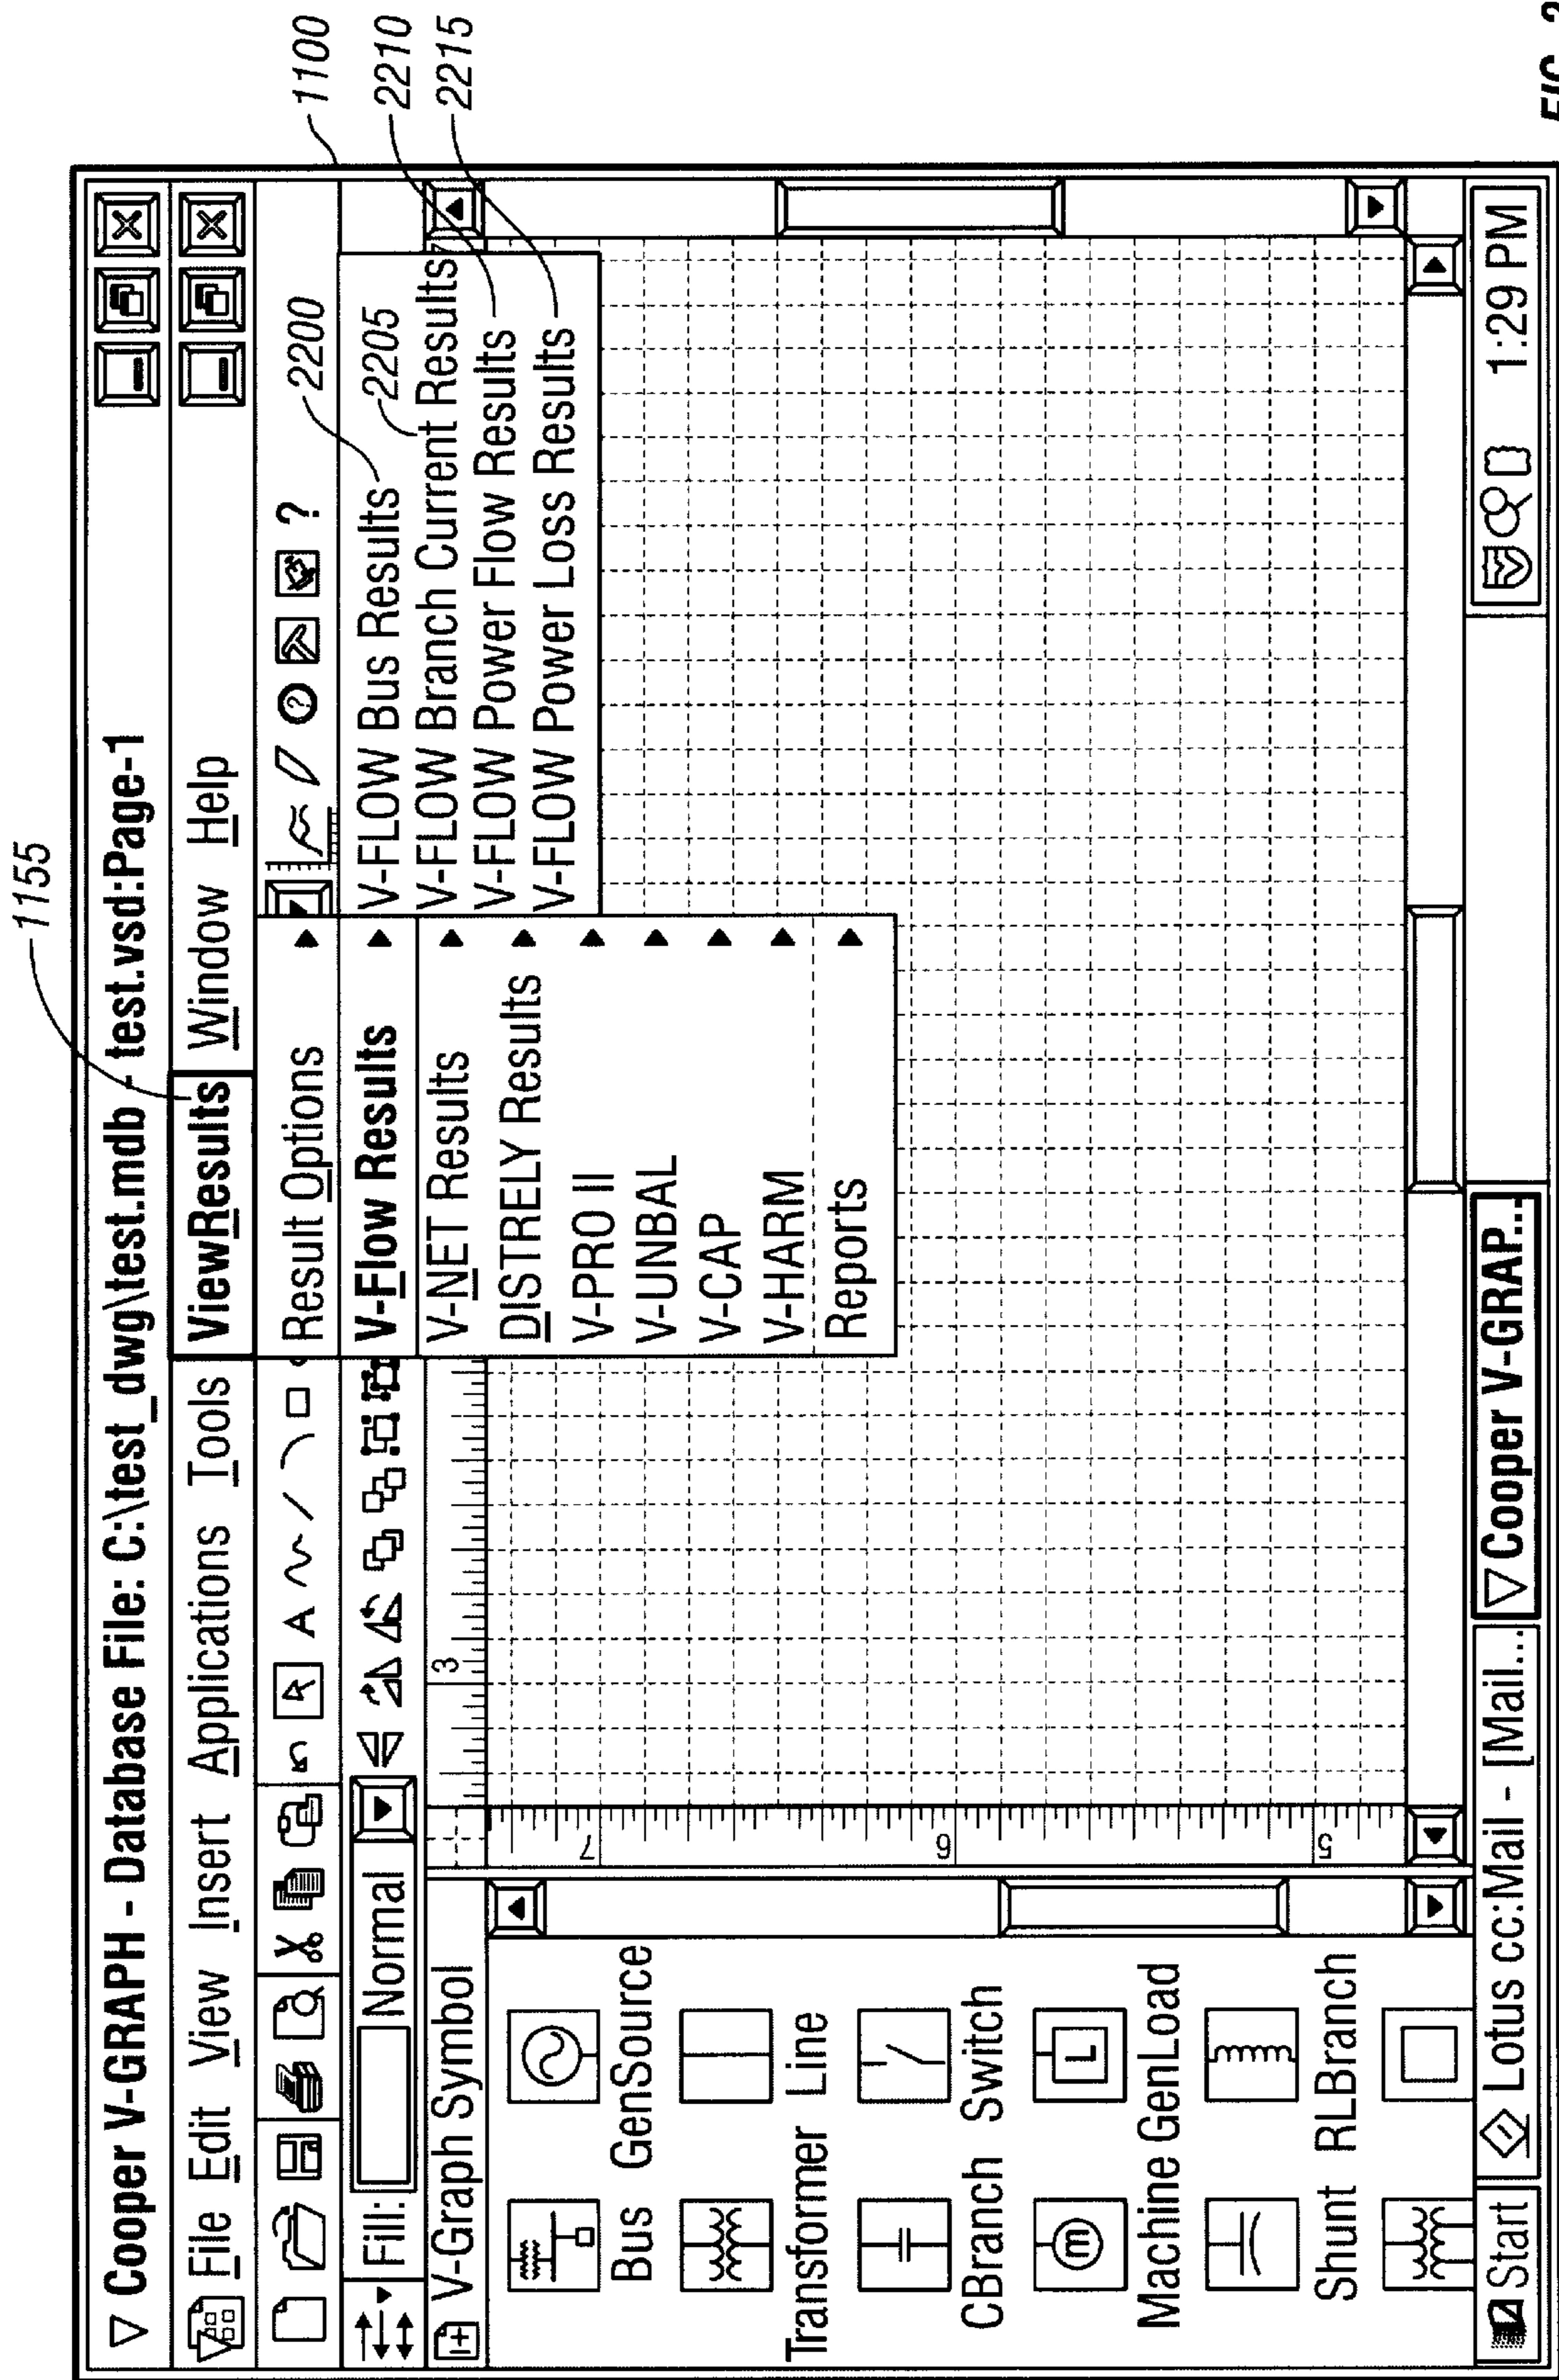 1155
▽ Cooper V-GRAPH - Database File: C:\test_dwg\test.mdb - test.vsd:Page-1
File Edit View Insert Applications Tools ViewResults Window Help
1100
A ?
2200
Fill: Normal
Result Options
V-Flow Results
V-NET Results
DISTRELY Results
V-PRO II
V-UNBAL
V-CAP
V-HARM
Reports
V-FLOW Bus Results
2205
V-FLOW Branch Current Results
V-FLOW Power Flow Results
V-FLOW Power Loss Results
2210
2215
V-Graph Symbol
3
7
6
5
Bus GenSource
Transformer Line
CBranch Switch
m L
Machine GenLoad
Shunt RLBranch
Start Lotus cc:Mail - [Mail... Cooper V-GRAP... 1:29 PM